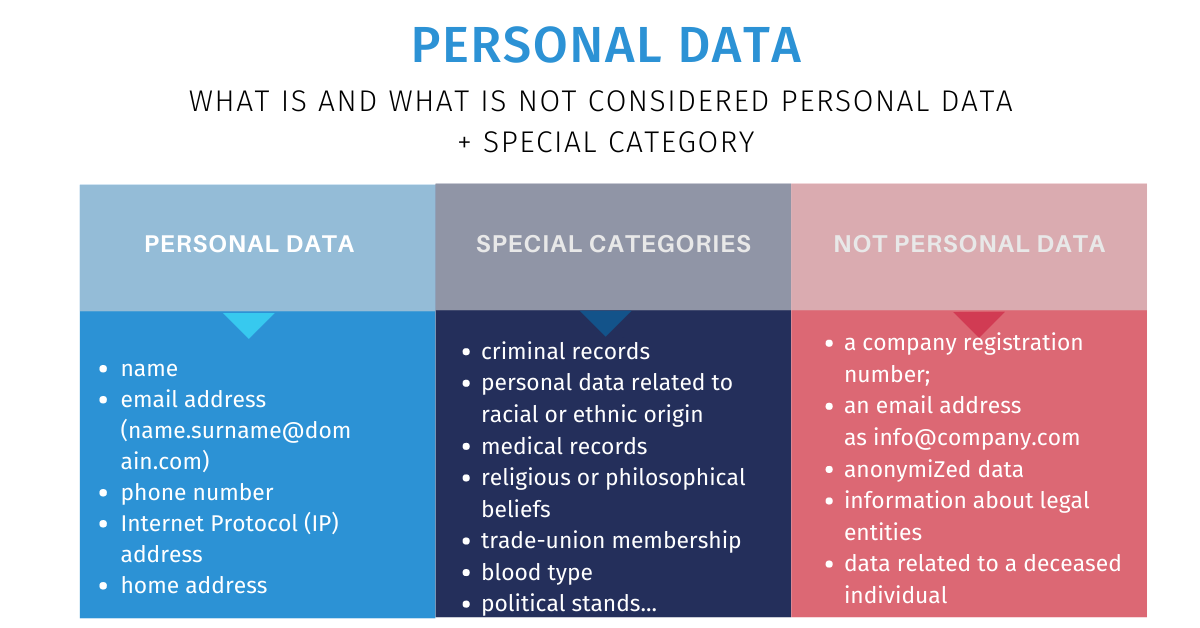 PERSONAL DATA
WHAT IS AND WHAT IS NOT CONSIDERED PERSONAL DATA
+ SPECIAL CATEGORY
PERSONAL DATA
• name
• email address
(name.surname@dom
ain.com)
• phone number
• Internet Protocol (IP)
address
• home address
SPECIAL CATEGORIES
• criminal records
• personal data related to
racial or ethnic origin
• medical records
• religious or philosophical
beliefs
• trade-union membership
• blood type
• political stands...
NOT PERSONAL DATA
• a company registration
number;
• an email address
as info@company.com
• anonymiZed data
• information about legal
entities
• data related to a deceased
individual